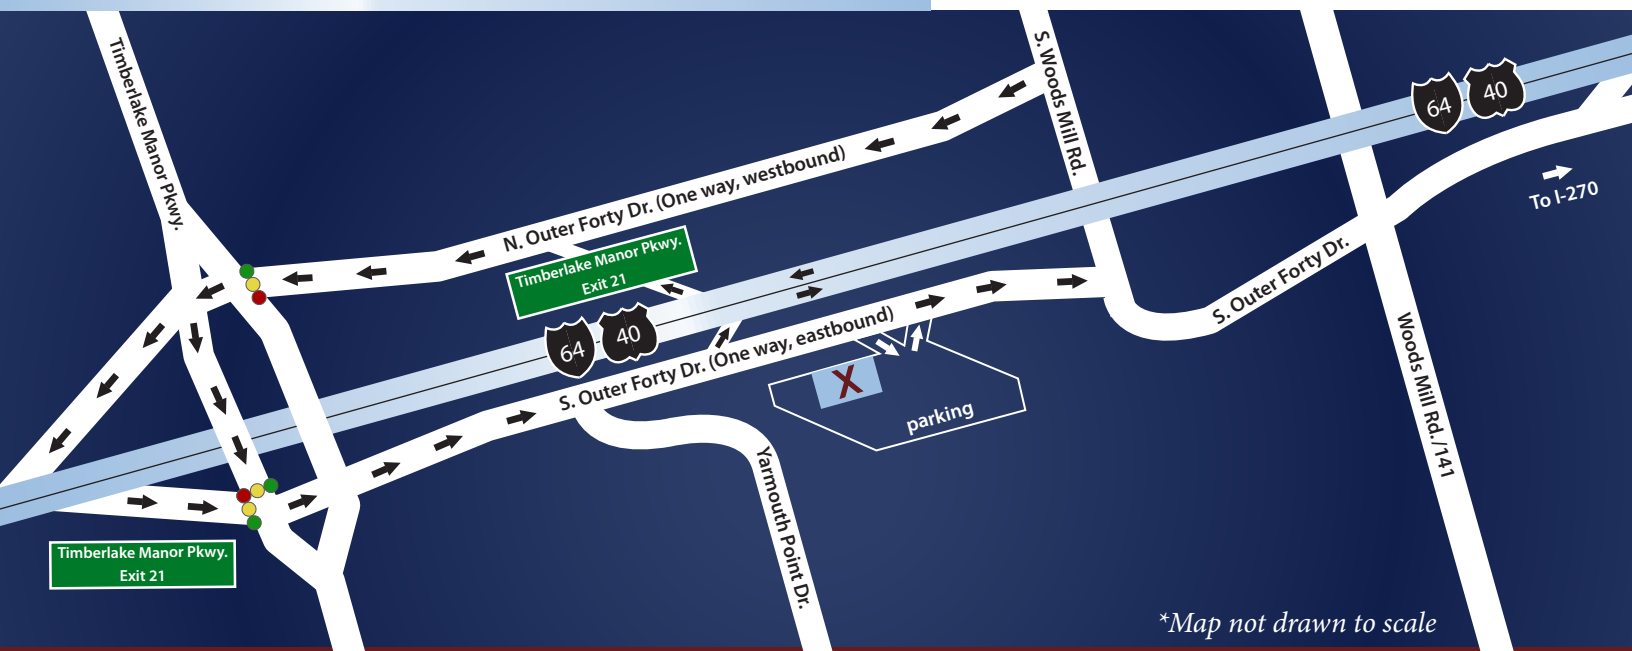 Timberlake Manor Pkwy.
S. Woods Mill Rd.
64
40
N. Outer Forty Dr. (One way, westbound)
To I-270
Timberlake Manor Pkwy.
Exit 21
S. Outer Forty Dr.
64
40
S. Outer Forty Dr. (One way, eastbound)
X
parking
Woods Mill Rd./141
Yarmouth Point Dr.
Timberlake Manor Pkwy.
Exit 21
*Map not drawn to scale